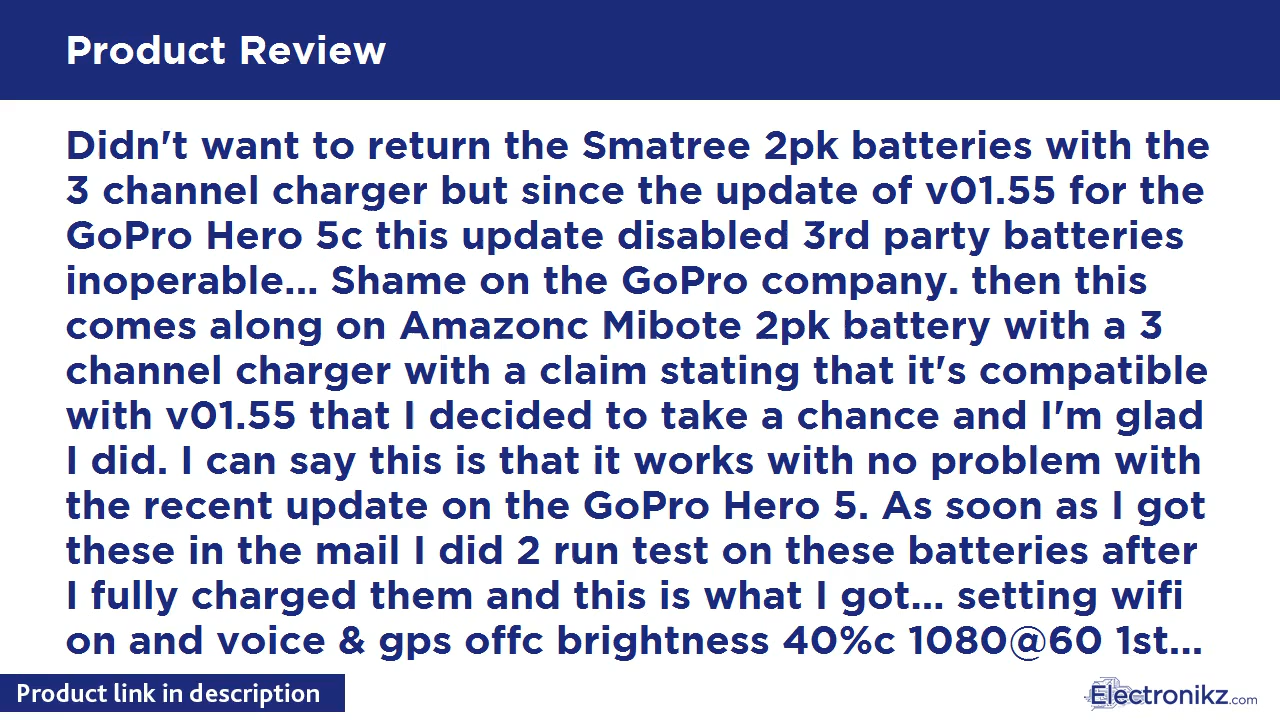 Product Review
Didn't want to return the Smatree 2pk batteries with the
3 channel charger but since the update of v01.55 for the
GoPro Hero 5c this update disabled 3rd party batteries
inoperable... Shame on the GoPro company. then this
comes along on Amazonc Mibote 2pk battery with a 3
channel charger with a claim stating that it's compatible
with v01.55 that I decided to take a chance and I'm glad
I did. I can say this is that it works with no problem with
the recent update on the GoPro Hero 5. As soon as I got
these in the mail I did 2 run test on these batteries after
I fully charged them and this is what I got... setting wifi
on and voice & gps offc brightness 40%c 1080@60 1st...
Product link in description
Electronikz.com